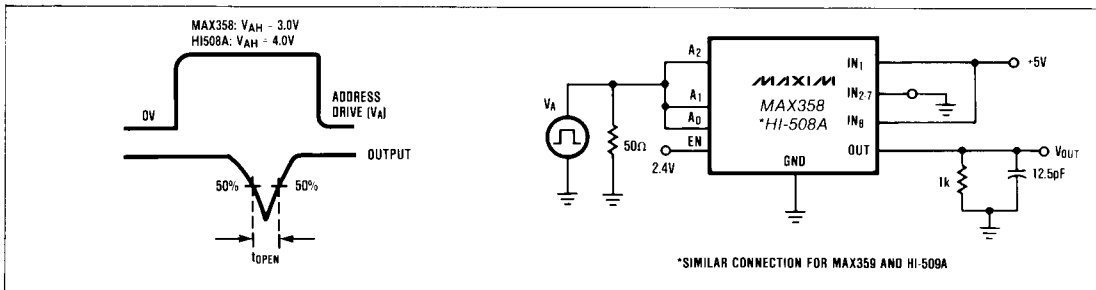 MAX358: VAH = 3.0V
HI508A: VAH = 4.0V
0V
ADDRESS
DRIVE (VA)
OUTPUT
50%
50%
tOPEN
VA
50Ω
2.4V
A2
A1
A0
EN
MAXIM
MAX358
*HI-508A
GND
IN1
IN2-7
IN8
OUT
+5V
VOUT
1k
12.5pF
*SIMILAR CONNECTION FOR MAX359 AND HI-509A